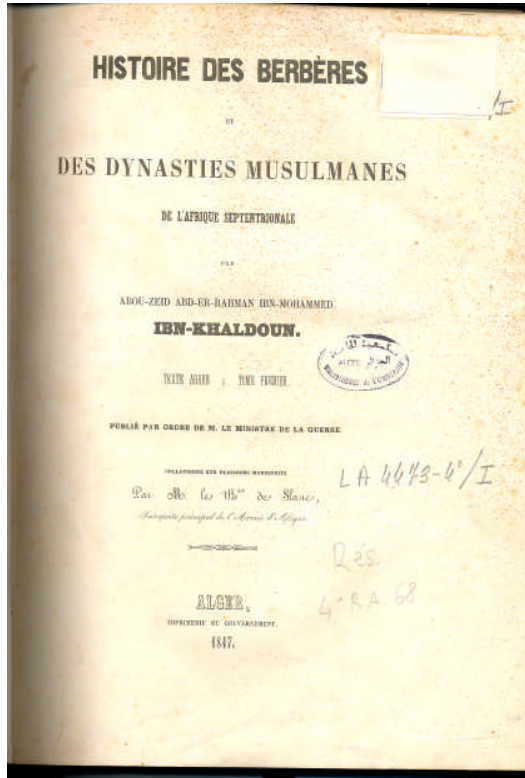 HISTOIRE DES BERBÈRES
/I
ET
DES DYNASTIES MUSULMANES
DE L'AFRIQUE SEPTENTRIONALE
PAR
ABOU-ZEID ABD-ER-RAHMAN IBN-MOHAMMED
IBN-KHALDOUN.
TEXTE ARABE ; TOME PREMIER.
PUBLIÉ PAR ORDRE DE M. LE MINISTRE DE LA GUERRE
COLLATIONNÉ SUR PLUSIEURS MANUSCRITS
LA 4473-4°/I
Par M. le Bon de Slane,
Interprète principal de l'Armée d'Afrique
Rés.
4° RA 68
ALGER,
IMPRIMERIE DU GOUVERNEMENT.
1847.